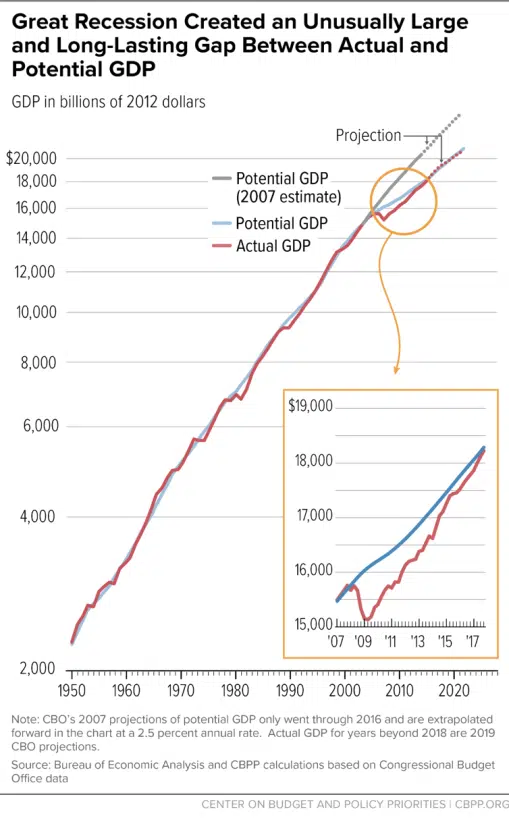 Great Recession Created an Unusually Large
and Long-Lasting Gap Between Actual and
Potential GDP
GDP in billions of 2012 dollars
Projection
$20,000
18,000
16,000
14,000
12,000
10,000
8,000
6,000
4,000
2,000
Potential GDP
(2007 estimate)
Potential GDP
Actual GDP
$19,000
18,000
17,000
16,000
15,000
'07 '09 '11 '13 '15 '17
1950 1960 1970 1980 1990 2000 2010 2020
Note: CBO's 2007 projections of potential GDP only went through 2016 and are extrapolated
forward in the chart at a 2.5 percent annual rate. Actual GDP for years beyond 2018 are 2019
CBO projections.
Source: Bureau of Economic Analysis and CBPP calculations based on Congressional Budget
Office data
CENTER ON BUDGET AND POLICY PRIORITIES I CBPP.ORG